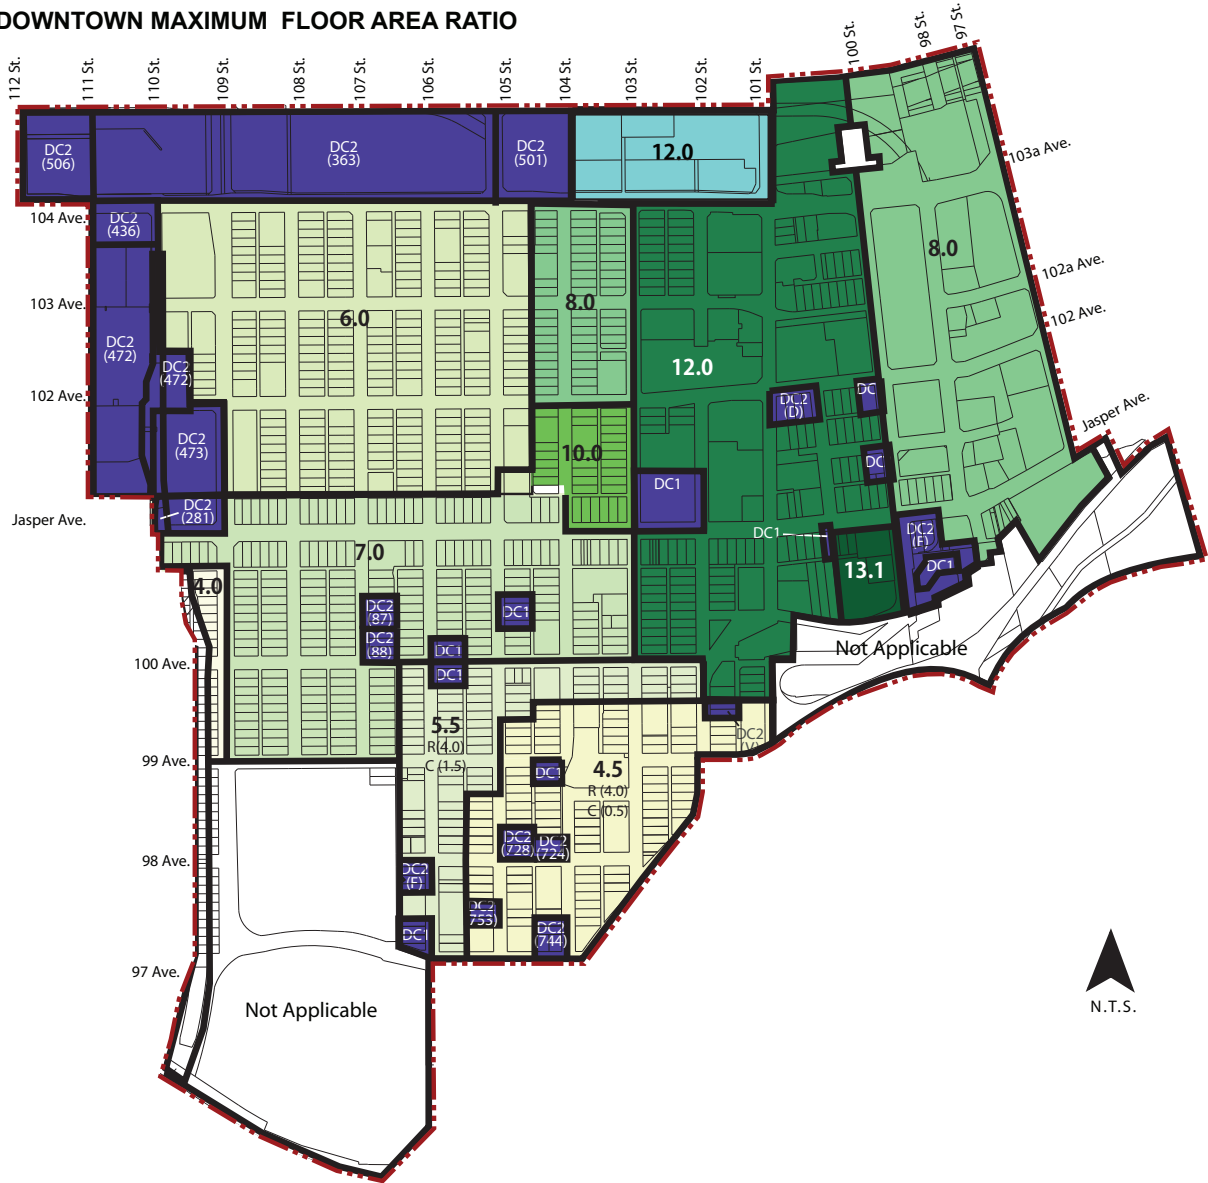 DOWNTOWN MAXIMUM FLOOR AREA RATIO
112 St.
111 St.
110 St.
109 St.
108 St.
107 St.
106 St.
105 St.
104 St.
103 St.
102 St.
101 St.
100 St.
98 St.
97 St.
DC2
(506)
DC2
(363)
DC2
(501)
12.0
103a Ave.
104 Ave.
DC2
(436)
8.0
102a Ave.
103 Ave.
6.0
8.0
102 Ave.
DC2
(472)
DC2
(472)
12.0
102 Ave.
DC2
(D)
DC
Jasper Ave.
DC2
(473)
10.0
DC
DC1
DC2
(281)
Jasper Ave.
7.0
DC1
DC2
(F)
13.1
DC1
4.0
DC2
(87)
DC1
DC2
(88)
DC1
Not Applicable
100 Ave.
DC1
5.5
R(4.0)
C (1.5)
DC2
(V)
99 Ave.
DC1
4.5
R (4.0)
C (0.5)
DC2
(728)
DC2
(724)
98 Ave.
DC2
(F)
DC2
753)
DC1
DC2
(744)
97 Ave.
Not Applicable
N.T.S.